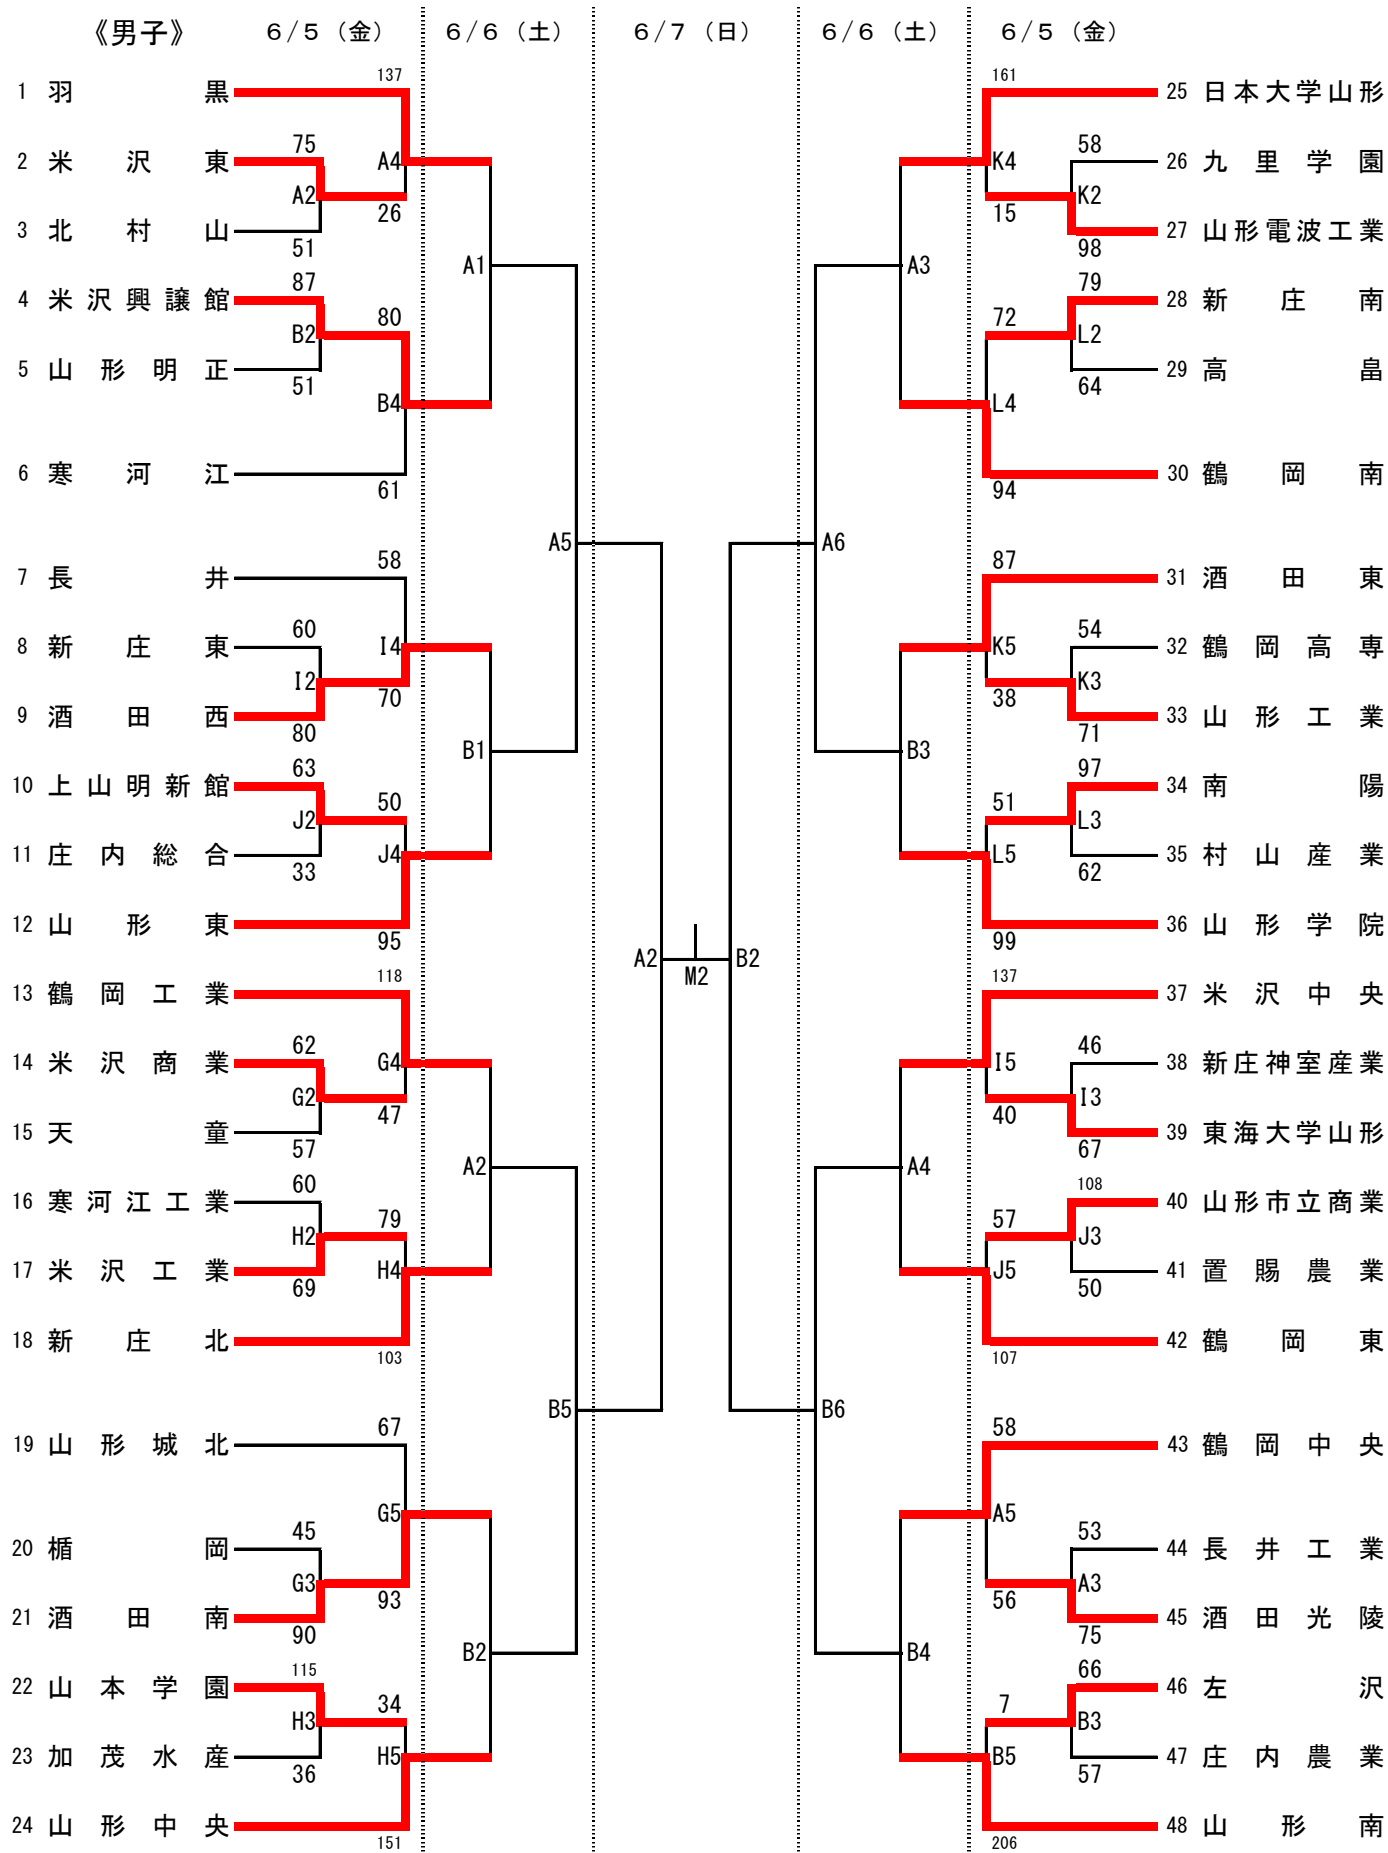 《男子》 6/5（金） 6/6（土） 6/7（日） 6/6（土） 6/5（金）
137 161
1 羽黒 25 日本大学山形
75 58
2 米沢東 A4 K4 26 九里学園
A2 K2
26 15
3 北村山 27 山形電波工業
51 98
A1 A3
87 79
4 米沢興譲館 28 新庄南
80 72
B2 L2
5 山形明正 29 高畠
51 64
B4 L4
6 寒河江 30 鶴岡南
61 94
A5 A6
58 87
7 長井 31 酒田東
60 54
8 新庄東 I4 K5 32 鶴岡高専
I2 K3
70 38
9 酒田西 33 山形工業
80 71
B1 B3
63 97
10 上山明新館 34 南陽
50 51
J2 L3
11 庄内総合 J4 L5 35 村山産業
33 62
12 山形東 36 山形学院
95 99
A2 M2 B2
118 137
13 鶴岡工業 37 米沢中央
62 46
14 米沢商業 G4 I5 38 新庄神室産業
G2 I3
47 40
15 天童 39 東海大学山形
57 67
A2 A4
60 108
16 寒河江工業 40 山形市立商業
79 57
H2 J3
17 米沢工業 H4 J5 41 置賜農業
69 50
18 新庄北 42 鶴岡東
103 107
B5 B6
67 58
19 山形城北 43 鶴岡中央
G5 A5
45 53
20 楯岡 44 長井工業
G3 A3
93 56
21 酒田南 45 酒田光陵
90 75
B2 B4
115 66
22 山本学園 46 左沢
34 7
H3 B3
23 加茂水産 H5 B5 47 庄内農業
36 57
24 山形中央 48 山形南
151 206